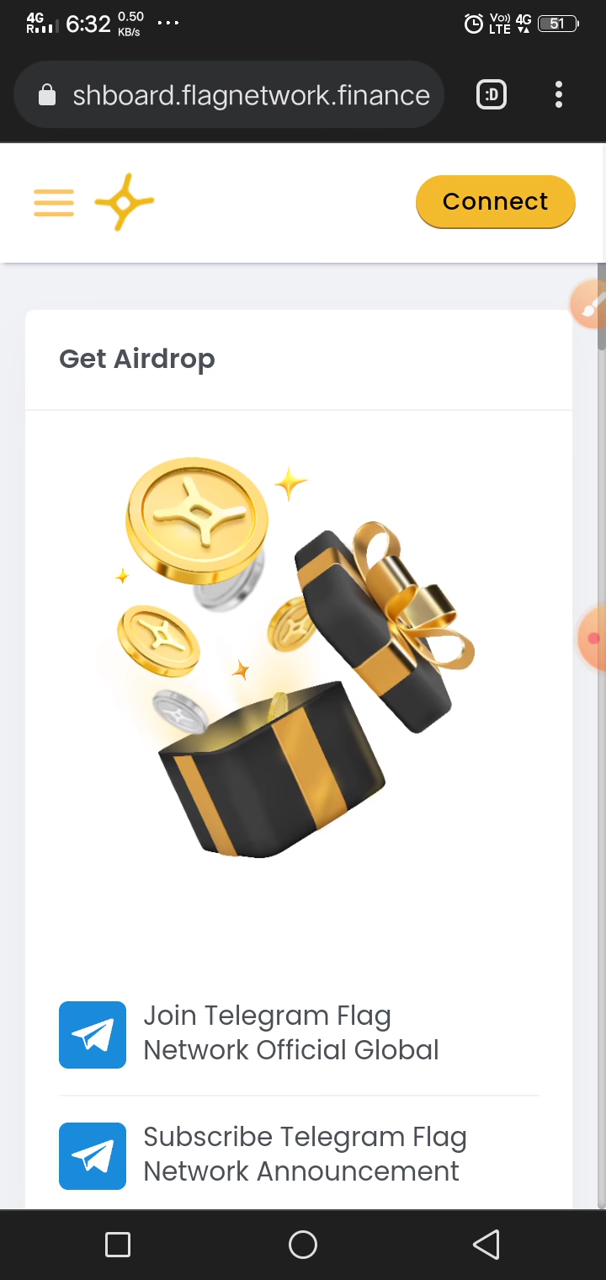 4G
R
6:32
0.50
KB/s
Vo))
LTE
4G
51
shboard.flagnetwork.finance
:D
Connect
Get Airdrop
Join Telegram Flag
Network Official Global
Subscribe Telegram Flag
Network Announcement